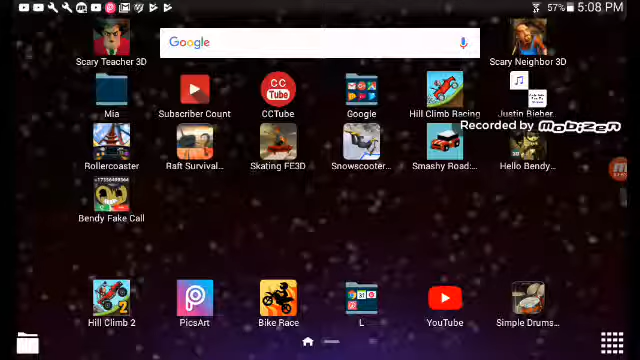 57% 5:08 PM
Google
Scary Teacher 3D
Scary Neighbor 3D
CC
Tube
Mia
Subscriber Count
CCTube
Google
Hill Climb Racing
Justin Bieber
Recorded by mobizen
Rollercoaster
Raft Survival...
Skating FE3D
Snowscooter...
Smashy Road:...
Hello Bendy...
+17156498364
Bendy Fake Call
2
Hill Climb 2
PicsArt
Bike Race
L
YouTube
Simple Drums...